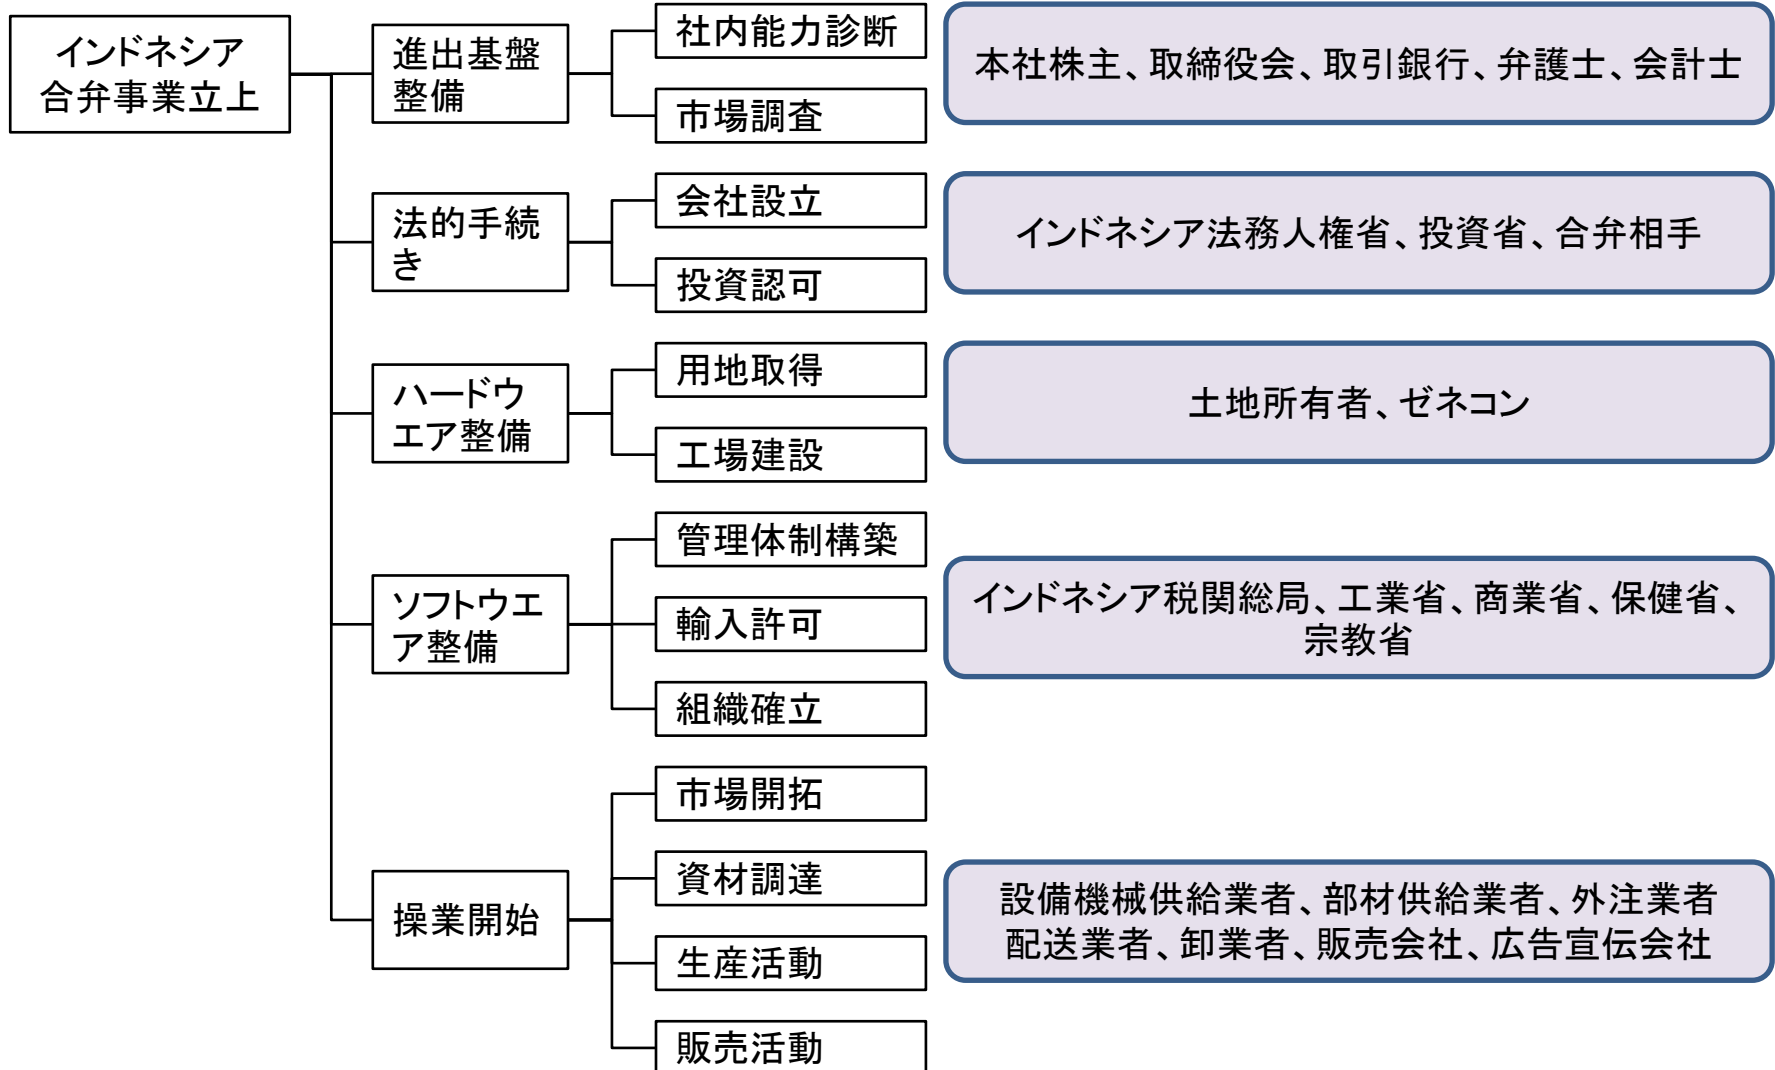 インドネシア
合弁事業立上
進出基盤
整備
社内能力診断
市場調査
本社株主、取締役会、取引銀行、弁護士、会計士
法的手続
き
会社設立
投資認可
インドネシア法務人権省、投資省、合弁相手
ハードウ
エア整備
用地取得
工場建設
土地所有者、ゼネコン
ソフトウエ
ア整備
管理体制構築
輸入許可
組織確立
インドネシア税関総局、工業省、商業省、保健省、
宗教省
操業開始
市場開拓
資材調達
生産活動
販売活動
設備機械供給業者、部材供給業者、外注業者
配送業者、卸業者、販売会社、広告宣伝会社